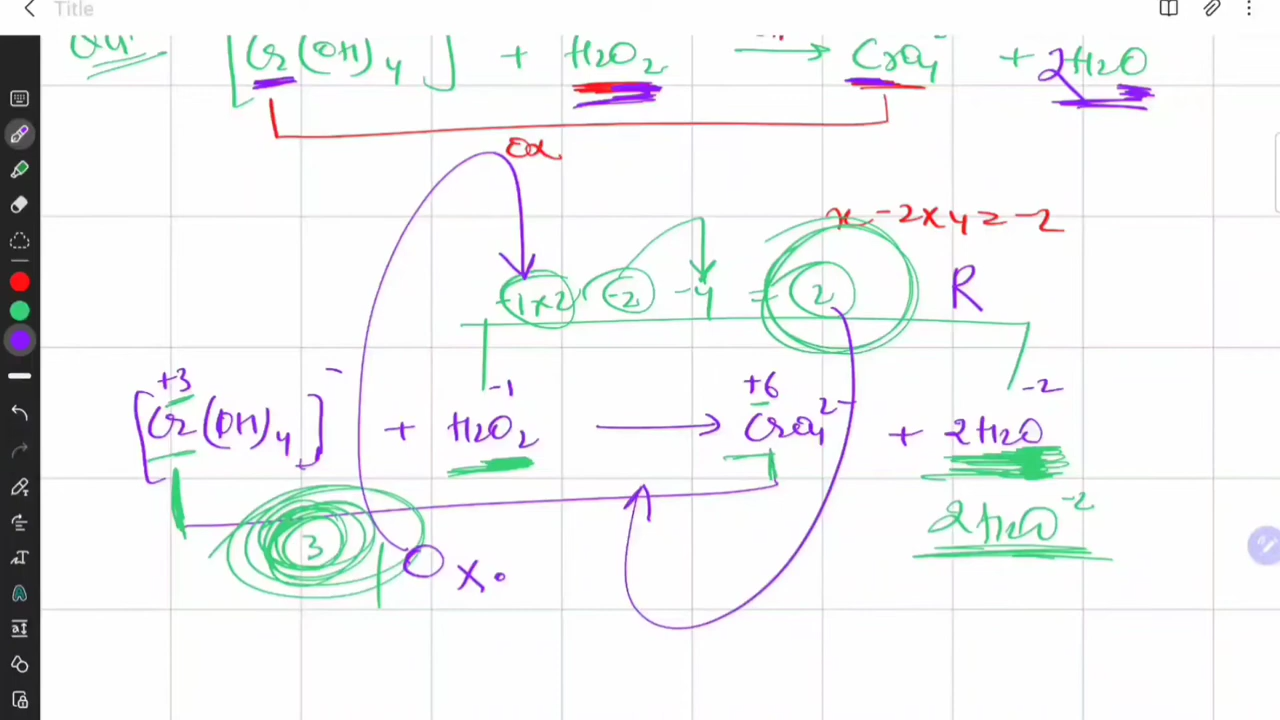 Title
[Cr(OH)4] + H2O2 → CrO4 + 2H2O
Ox
x -2x4=-2
-1x2 -2 -4 = 2 R
+3 -1 +6 -2
[Cr(OH)4]⁻ + H2O2 → CrO4²⁻ + 2H2O
2H2O⁻²
3
x